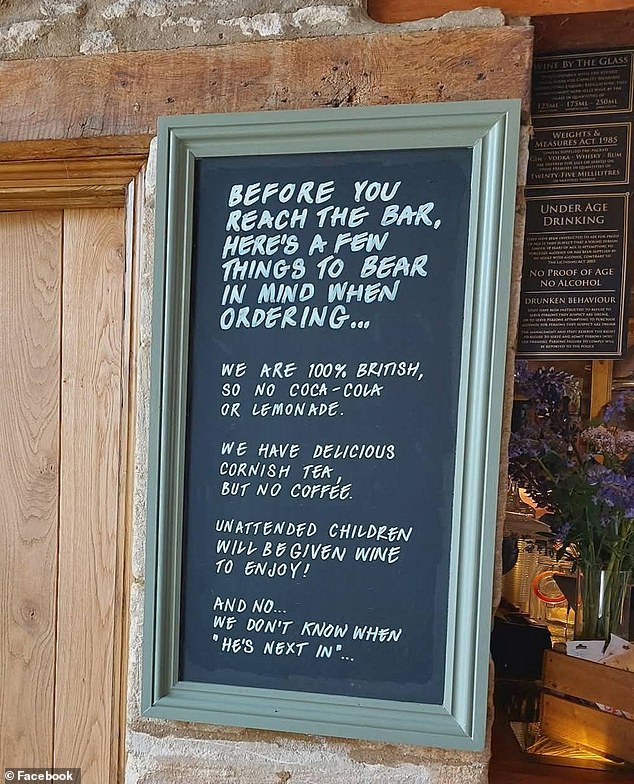 BEFORE YOU
REACH THE BAR,
HERE'S A FEW
THINGS TO BEAR
IN MIND WHEN
ORDERING...
WE ARE 100% BRITISH,
SO NO COCA-COLA
OR LEMONADE.
WE HAVE DELICIOUS
CORNISH TEA,
BUT NO COFFEE.
UNATTENDED CHILDREN
WILL BE GIVEN WINE
TO ENJOY!
AND NO...
WE DON'T KNOW WHEN
"HE'S NEXT IN"...
WINE BY THE GLASS
125ML - 175ML - 250ML
WEIGHTS &
MEASURES ACT 1985
GIN - VODKA - WHISKY - RUM
TWENTY FIVE MILLILITRES
UNDER AGE
DRINKING
NO PROOF OF AGE
NO ALCOHOL
DRUNKEN BEHAVIOUR
© Facebook